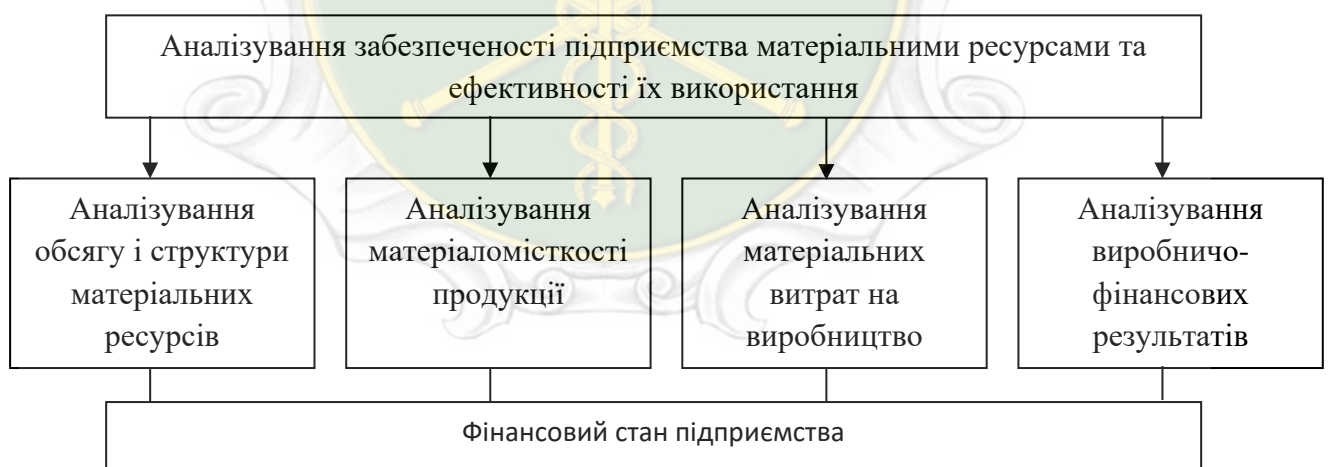 Аналізування забезпеченості підприємства матеріальними ресурсами та
ефективності їх використання
Аналізування
обсягу і структури
матеріальних
ресурсів
Аналізування
матеріаломісткості
продукції
Аналізування
матеріальних
витрат на
виробництво
Аналізування
виробничо-
фінансових
результатів
Фінансовий стан підприємства